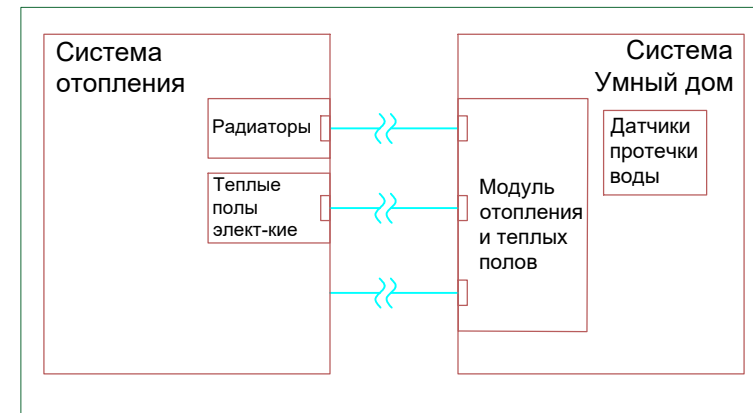 Система
отопления
Радиаторы
Теплые
полы
элект-кие
Система
Умный дом
Модуль
отопления
и теплых
полов
Датчики
протечки
воды